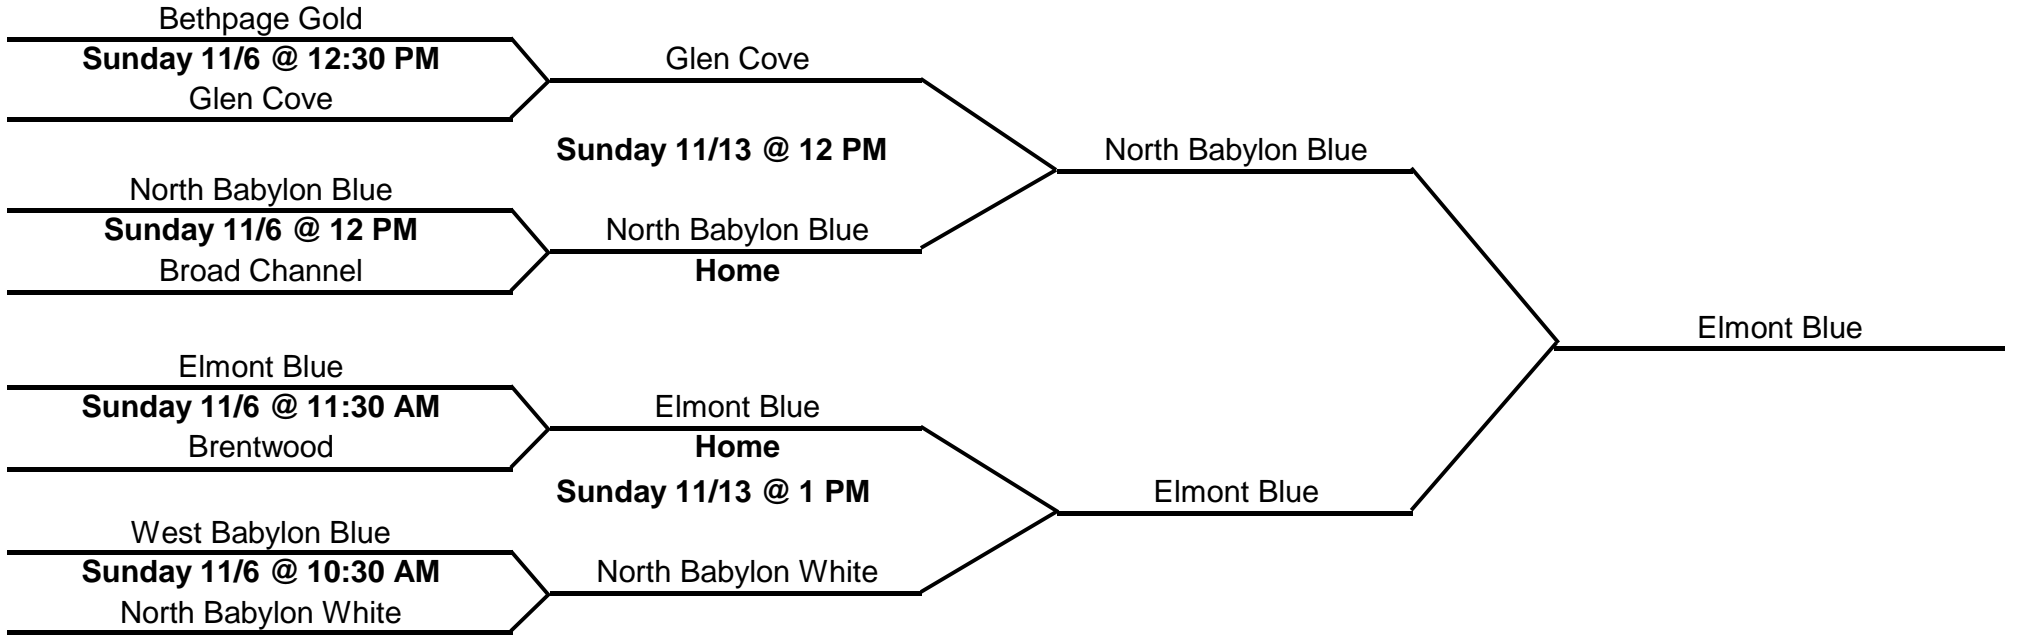 Bethpage Gold
Sunday 11/6 @ 12:30 PM
Glen Cove
Glen Cove
Sunday 11/13 @ 12 PM
North Babylon Blue
North Babylon Blue
Sunday 11/6 @ 12 PM
North Babylon Blue
Broad Channel
Home
Elmont Blue
Elmont Blue
Sunday 11/6 @ 11:30 AM
Elmont Blue
Brentwood
Home
Sunday 11/13 @ 1 PM
Elmont Blue
West Babylon Blue
Sunday 11/6 @ 10:30 AM
North Babylon White
North Babylon White